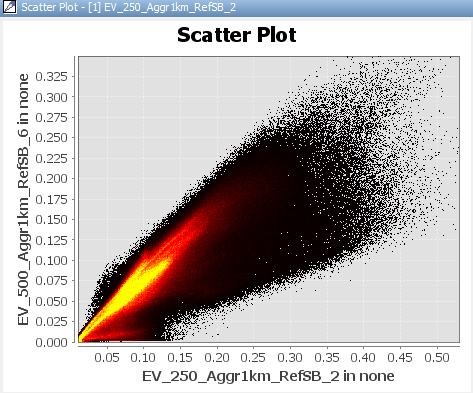 Scatter Plot - [1] EV_250_Aggr1km_RefSB_2
Scatter Plot
EV_500_Aggr1km_RefSB_6 in none
0.325
0.300
0.275
0.250
0.225
0.200
0.175
0.150
0.125
0.100
0.075
0.050
0.025
0.000
0.05 0.10 0.15 0.20 0.25 0.30 0.35 0.40 0.45 0.50
EV_250_Aggr1km_RefSB_2 in none